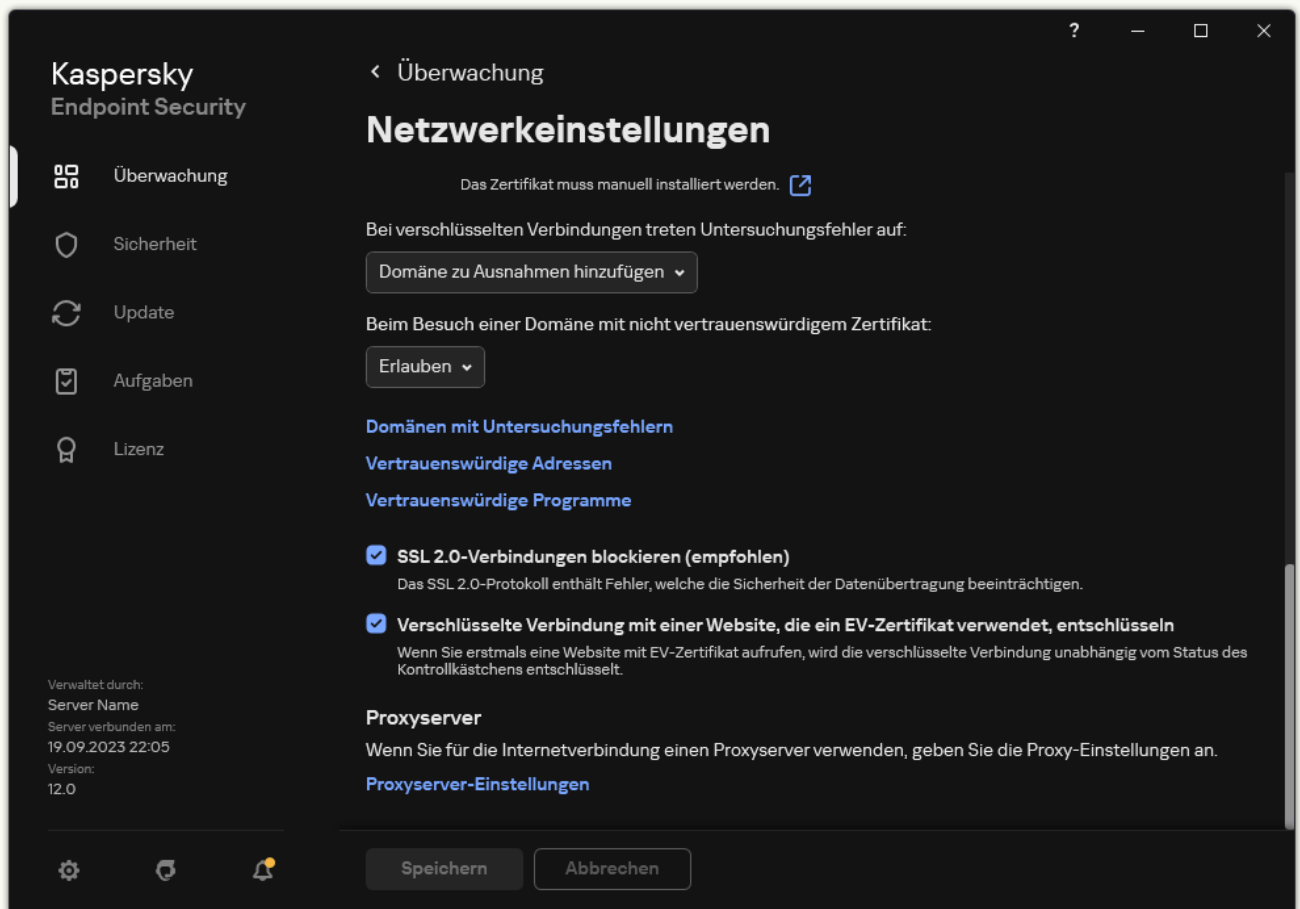 ?
Kaspersky
Endpoint Security
Überwachung
Sicherheit
Update
Aufgaben
Lizenz
Verwaltet durch:
Server Name
Server verbunden am:
19.09.2023 22:05
Version:
12.0
Überwachung
Netzwerkeinstellungen
Das Zertifikat muss manuell installiert werden.
Bei verschlüsselten Verbindungen treten Untersuchungsfehler auf:
Domäne zu Ausnahmen hinzufügen
Beim Besuch einer Domäne mit nicht vertrauenswürdigem Zertifikat:
Erlauben
Domänen mit Untersuchungsfehlern
Vertrauenswürdige Adressen
Vertrauenswürdige Programme
SSL 2.0-Verbindungen blockieren (empfohlen)
Das SSL 2.0-Protokoll enthält Fehler, welche die Sicherheit der Datenübertragung beeinträchtigen.
Verschlüsselte Verbindung mit einer Website, die ein EV-Zertifikat verwendet, entschlüsseln
Wenn Sie erstmals eine Website mit EV-Zertifikat aufrufen, wird die verschlüsselte Verbindung unabhängig vom Status des
Kontrollkästchens entschlüsselt.
Proxyserver
Wenn Sie für die Internetverbindung einen Proxyserver verwenden, geben Sie die Proxy-Einstellungen an.
Proxyserver-Einstellungen
Speichern
Abbrechen